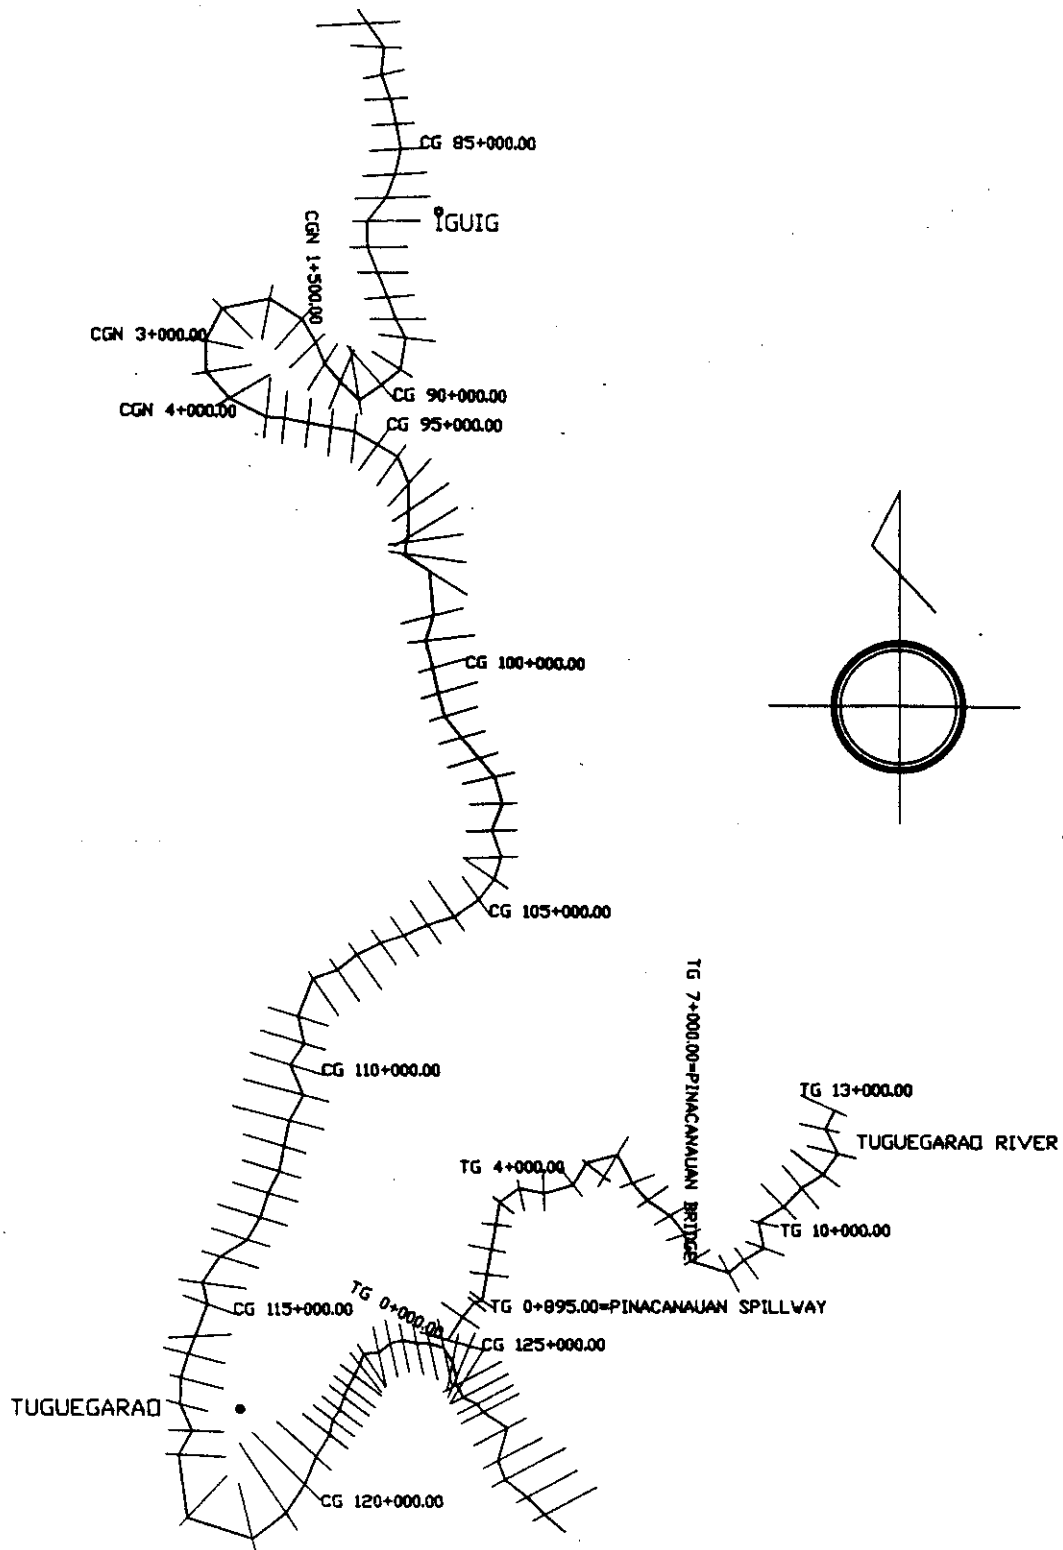 CG 85+000.00
IGUIG
CGN 1+500.00
CGN 3+000.00
CG 90+000.00
CGN 4+000.00
CG 95+000.00
CG 100+000.00
CG 105+000.00
TG 7+000.00=PINACANAUAN BRIDGE
CG 110+000.00
TG 13+000.00
TUGUEGARAO RIVER
TG 4+000.00
TG 10+000.00
TG 0+000.00
CG 115+000.00
TG 0+895.00=PINACANAUAN SPILLWAY
CG 125+000.00
TUGUEGARAO
CG 120+000.00